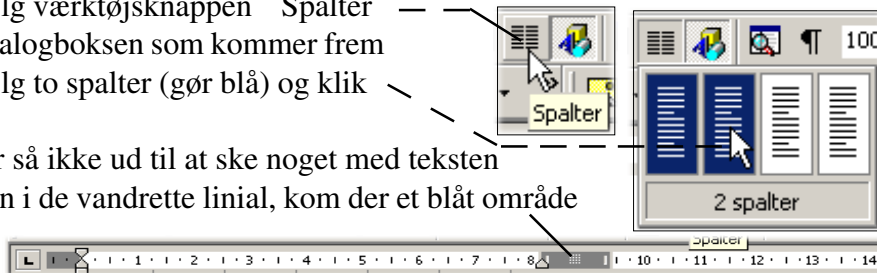 lg værktøjsknappen Spalter
alogboksen som kommer frem
lg to spalter (gør blå) og klik
r så ikke ud til at ske noget med teksten
n i de vandrette linial, kom der et blåt område
Spalter
¶ 100
2 spalter
Spalter
L 1 · 1 · 2 · 3 · 4 · 5 · 6 · 7 · 8 · 10 · 11 · 12 · 13 · 14